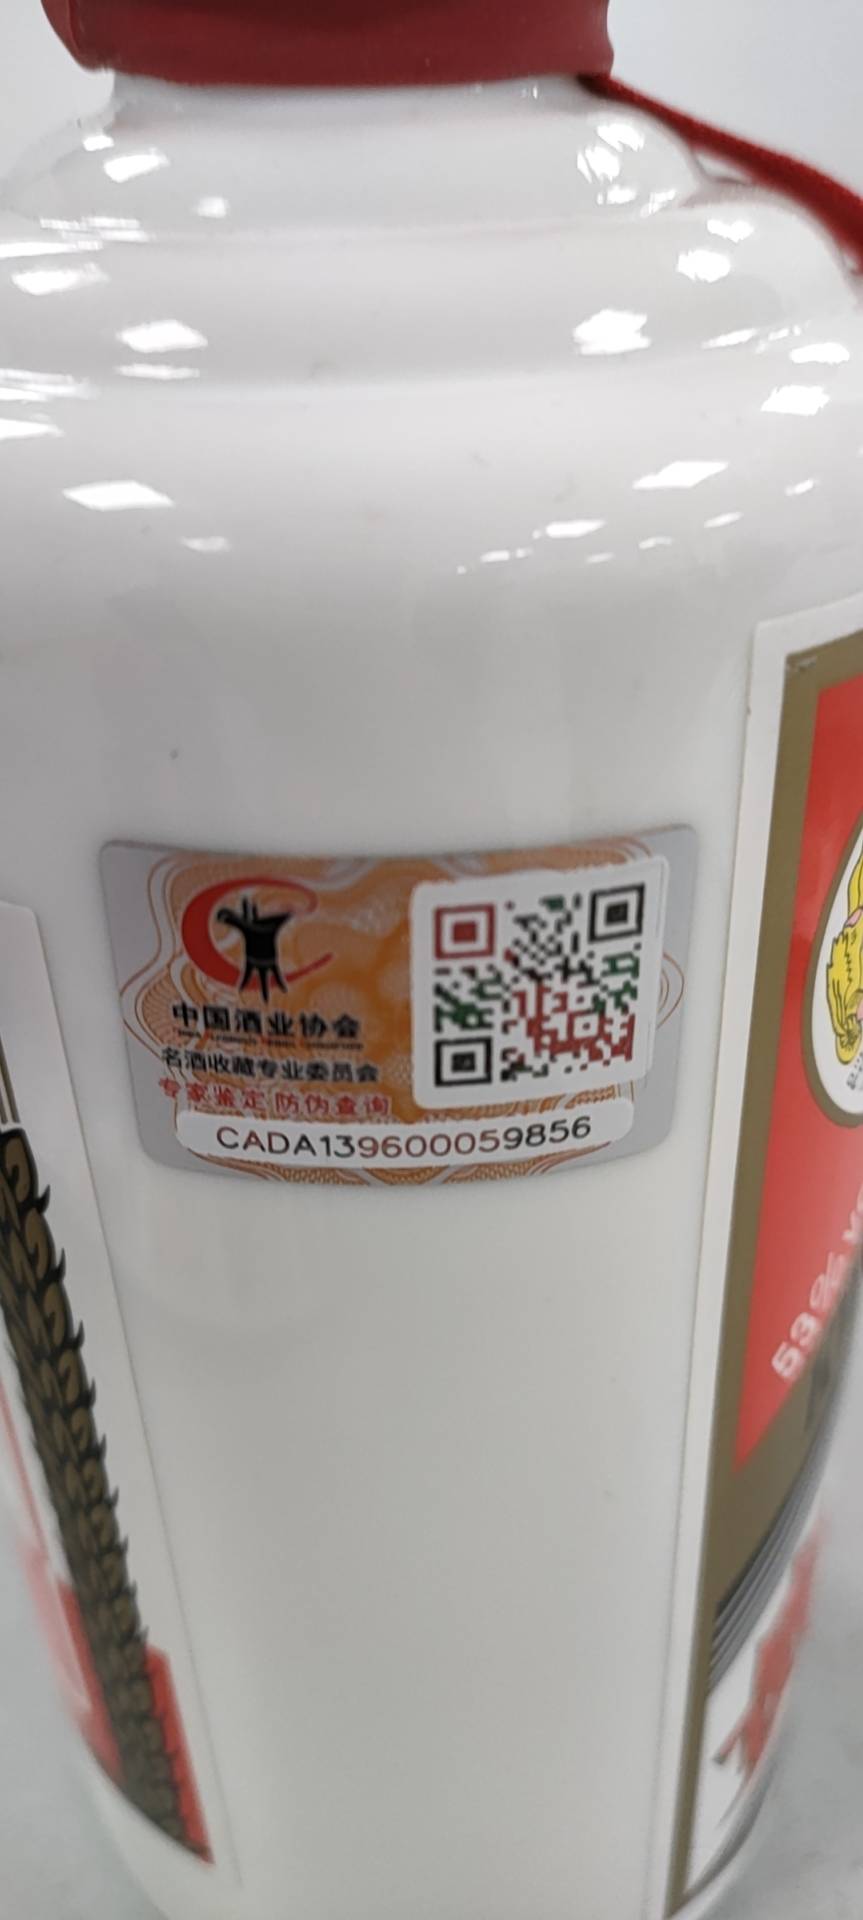 中国酒业协会
名酒收藏专业委员会
专家鉴定 防伪查询
CADA139600059856
53%